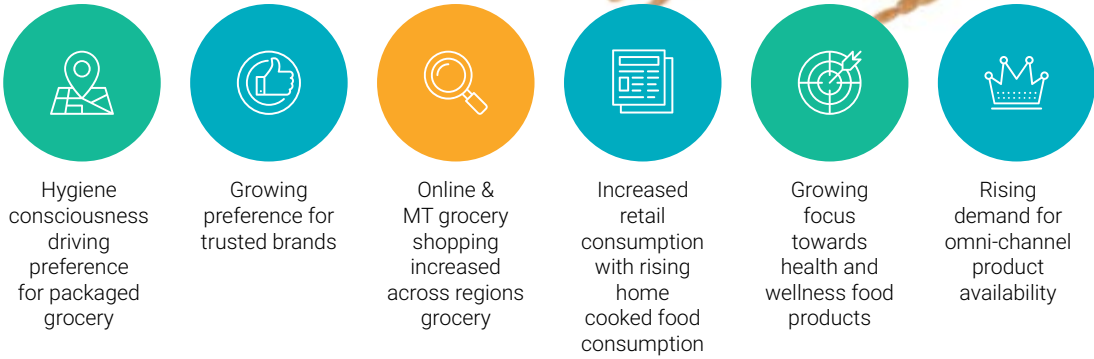 Hygiene
consciousness
driving
preference
for packaged
grocery
Growing
preference for
trusted brands
Online &
MT grocery
shopping
increased
across regions
grocery
Increased
retail
consumption
with rising
home
cooked food
consumption
Growing
focus
towards
health and
wellness food
products
Rising
demand for
omni-channel
product
availability